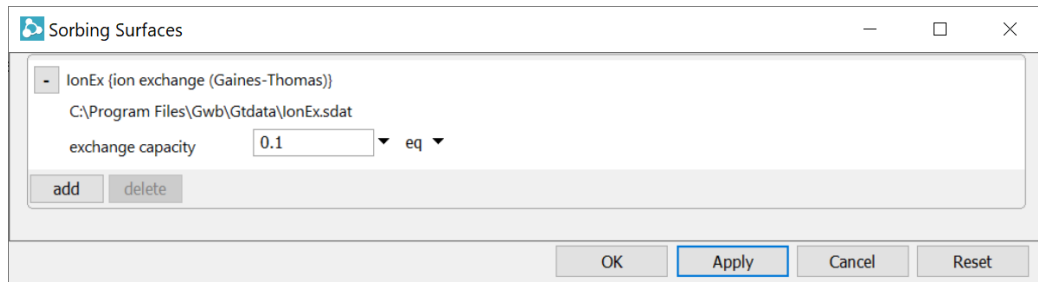 Sorbing Surfaces
- IonEx {ion exchange (Gaines-Thomas)}
C:\Program Files\Gwb\Gtdata\IonEx.sdat
exchange capacity 0.1 eq
add delete
OK Apply Cancel Reset